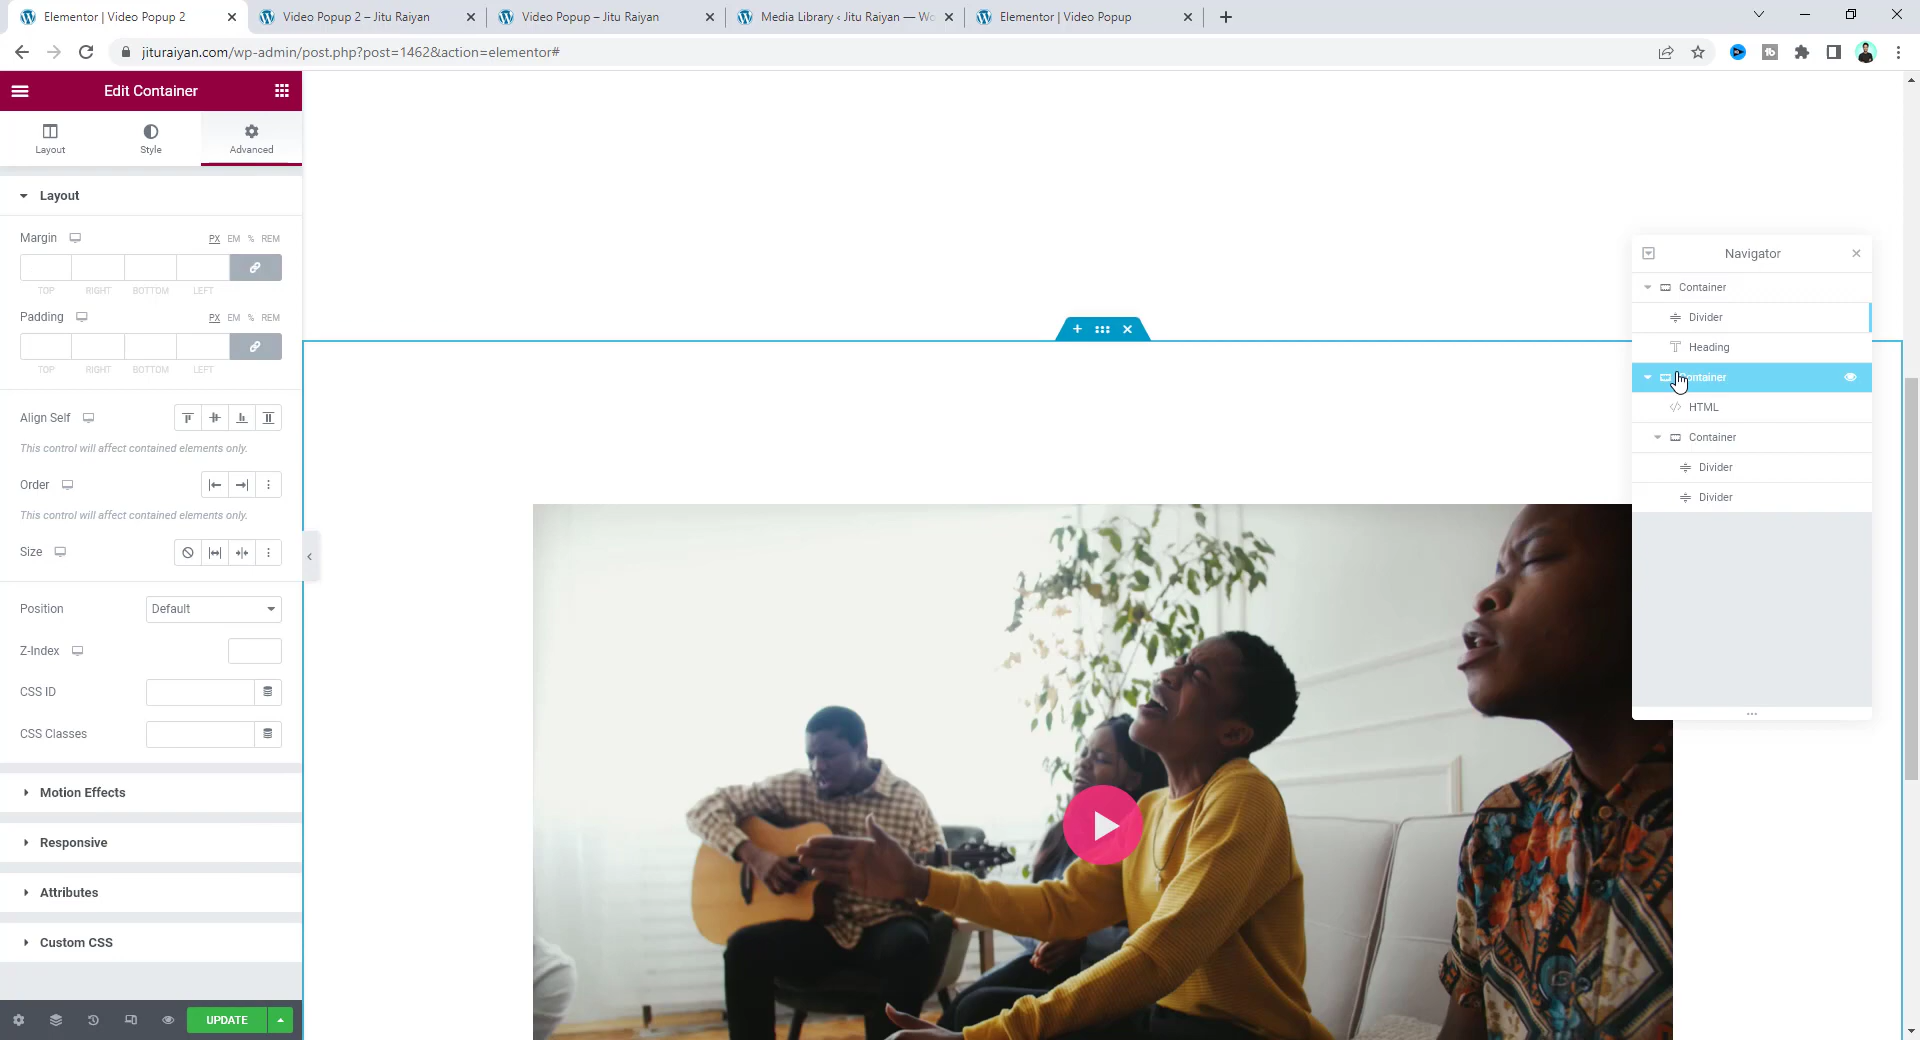 Elementor | Video Popup 2
Video Popup 2 – Jitu Raiyan
Video Popup – Jitu Raiyan
Media Library ‹ Jitu Raiyan — Wo
Elementor | Video Popup
jituraiyan.com/wp-admin/post.php?post=1462&action=elementor#
Edit Container
Layout
Style
Advanced
Layout
Margin
PX EM % REM
TOP RIGHT BOTTOM LEFT
Padding
PX EM % REM
TOP RIGHT BOTTOM LEFT
Align Self
This control will affect contained elements only.
Order
This control will affect contained elements only.
Size
Position
Default
Z-Index
CSS ID
CSS Classes
Motion Effects
Responsive
Attributes
Custom CSS
UPDATE
Navigator
Container
Divider
Heading
Container
HTML
Container
Divider
Divider